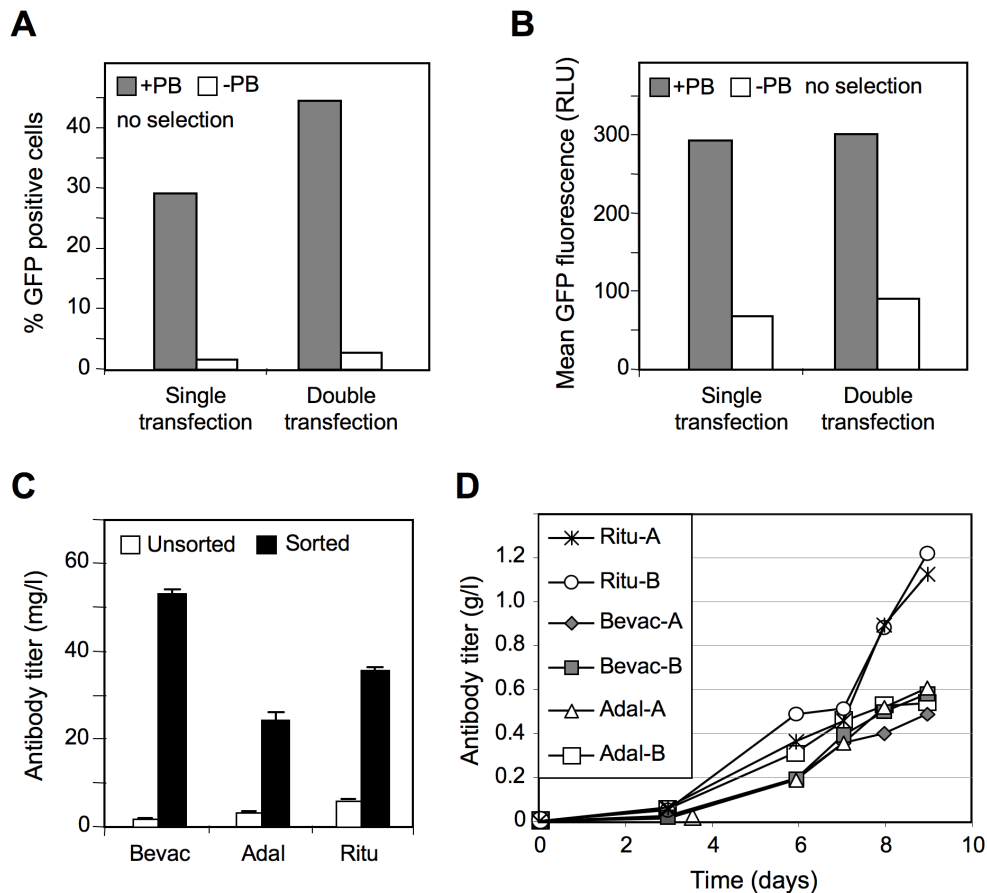 A
% GFP positive cells
+PB -PB
no selection
40
30
20
10
0
Single
transfection
Double
transfection
B
Mean GFP fluorescence (RLU)
+PB -PB no selection
300
200
100
0
Single
transfection
Double
transfection
C
Antibody titer (mg/l)
Unsorted Sorted
60
40
20
0
Bevac Adal Ritu
D
Antibody titer (g/l)
Ritu-A
Ritu-B
Bevac-A
Bevac-B
Adal-A
Adal-B
1.2
1.0
0.8
0.6
0.4
0.2
0
0 2 4 6 8 10
Time (days)